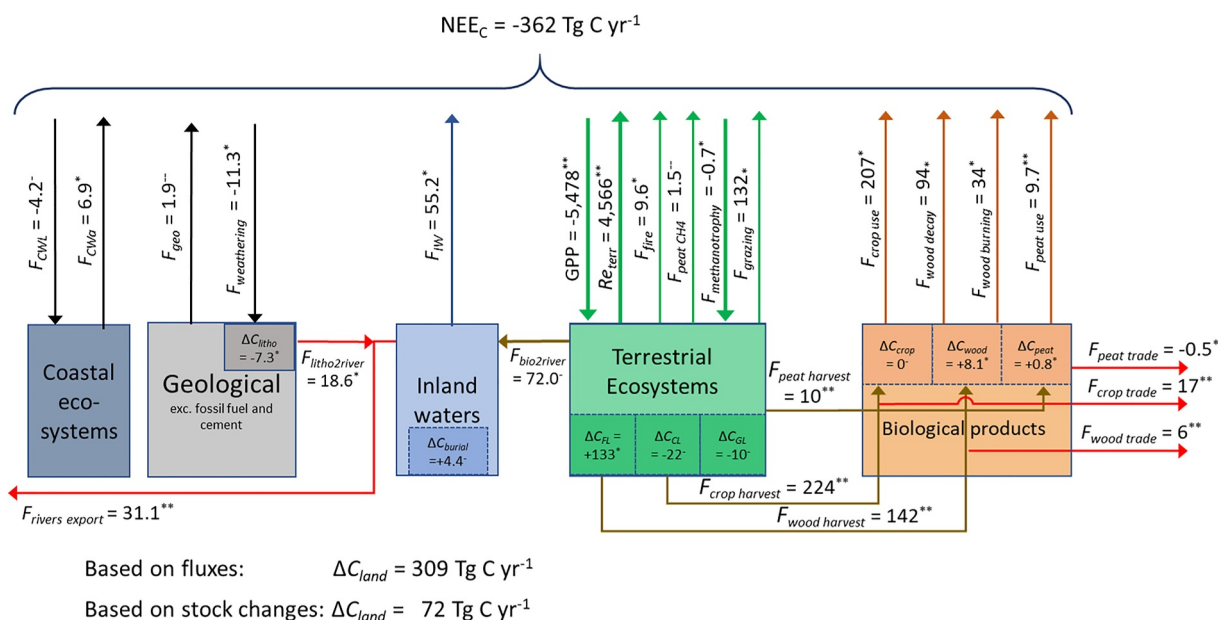 NEE_C = -362 Tg C yr⁻¹
F_CWL = -4.2⁻
F_CWa = 6.9*
F_geo = 1.9⁻⁻
F_weathering = -11.3*
F_IW = 55.2*
GPP = -5,478**
Re_terr = 4,566**
F_fire = 9.6*
F_peat CH4 = 1.5⁻⁻
F_methanotrophy = -0.7*
F_grazing = 132*
F_crop use = 207*
F_wood decay = 94*
F_wood burning = 34*
F_peat use = 9.7**
Coastal
eco-
systems
ΔC_litho
= -7.3*
Geological
exc. fossil fuel and
cement
F_litho2river
= 18.6*
Inland
waters
ΔC_burial
=+4.4⁻
F_bio2river
= 72.0⁻
Terrestrial
Ecosystems
ΔC_FL =
+133*
ΔC_CL
= -22⁻
ΔC_GL
= -10⁻
F_peat harvest
= 10**
ΔC_crop
= 0⁻
ΔC_wood
= +8.1*
ΔC_peat
= +0.8*
Biological products
F_peat trade = -0.5*
F_crop trade = 17**
F_wood trade = 6**
F_crop harvest = 224**
F_wood harvest = 142**
F_rivers export = 31.1**
Based on fluxes: ΔC_land = 309 Tg C yr⁻¹
Based on stock changes: ΔC_land = 72 Tg C yr⁻¹